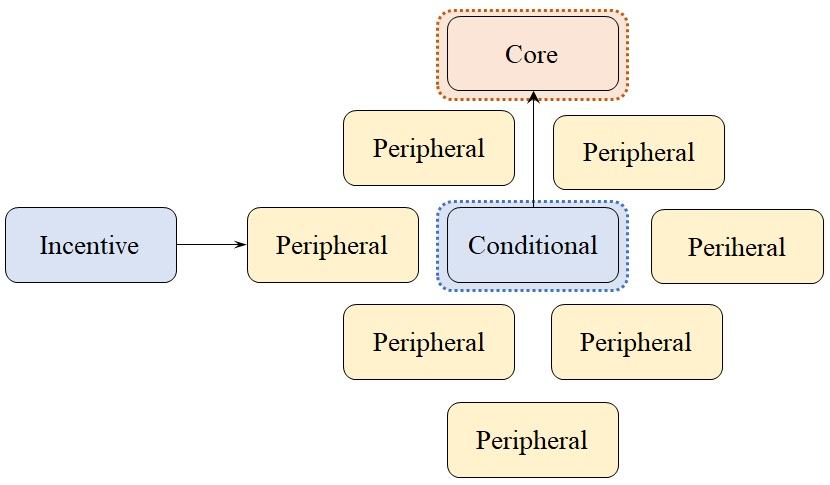 Core
Peripheral
Peripheral
Incentive
Peripheral
Conditional
Periheral
Peripheral
Peripheral
Peripheral